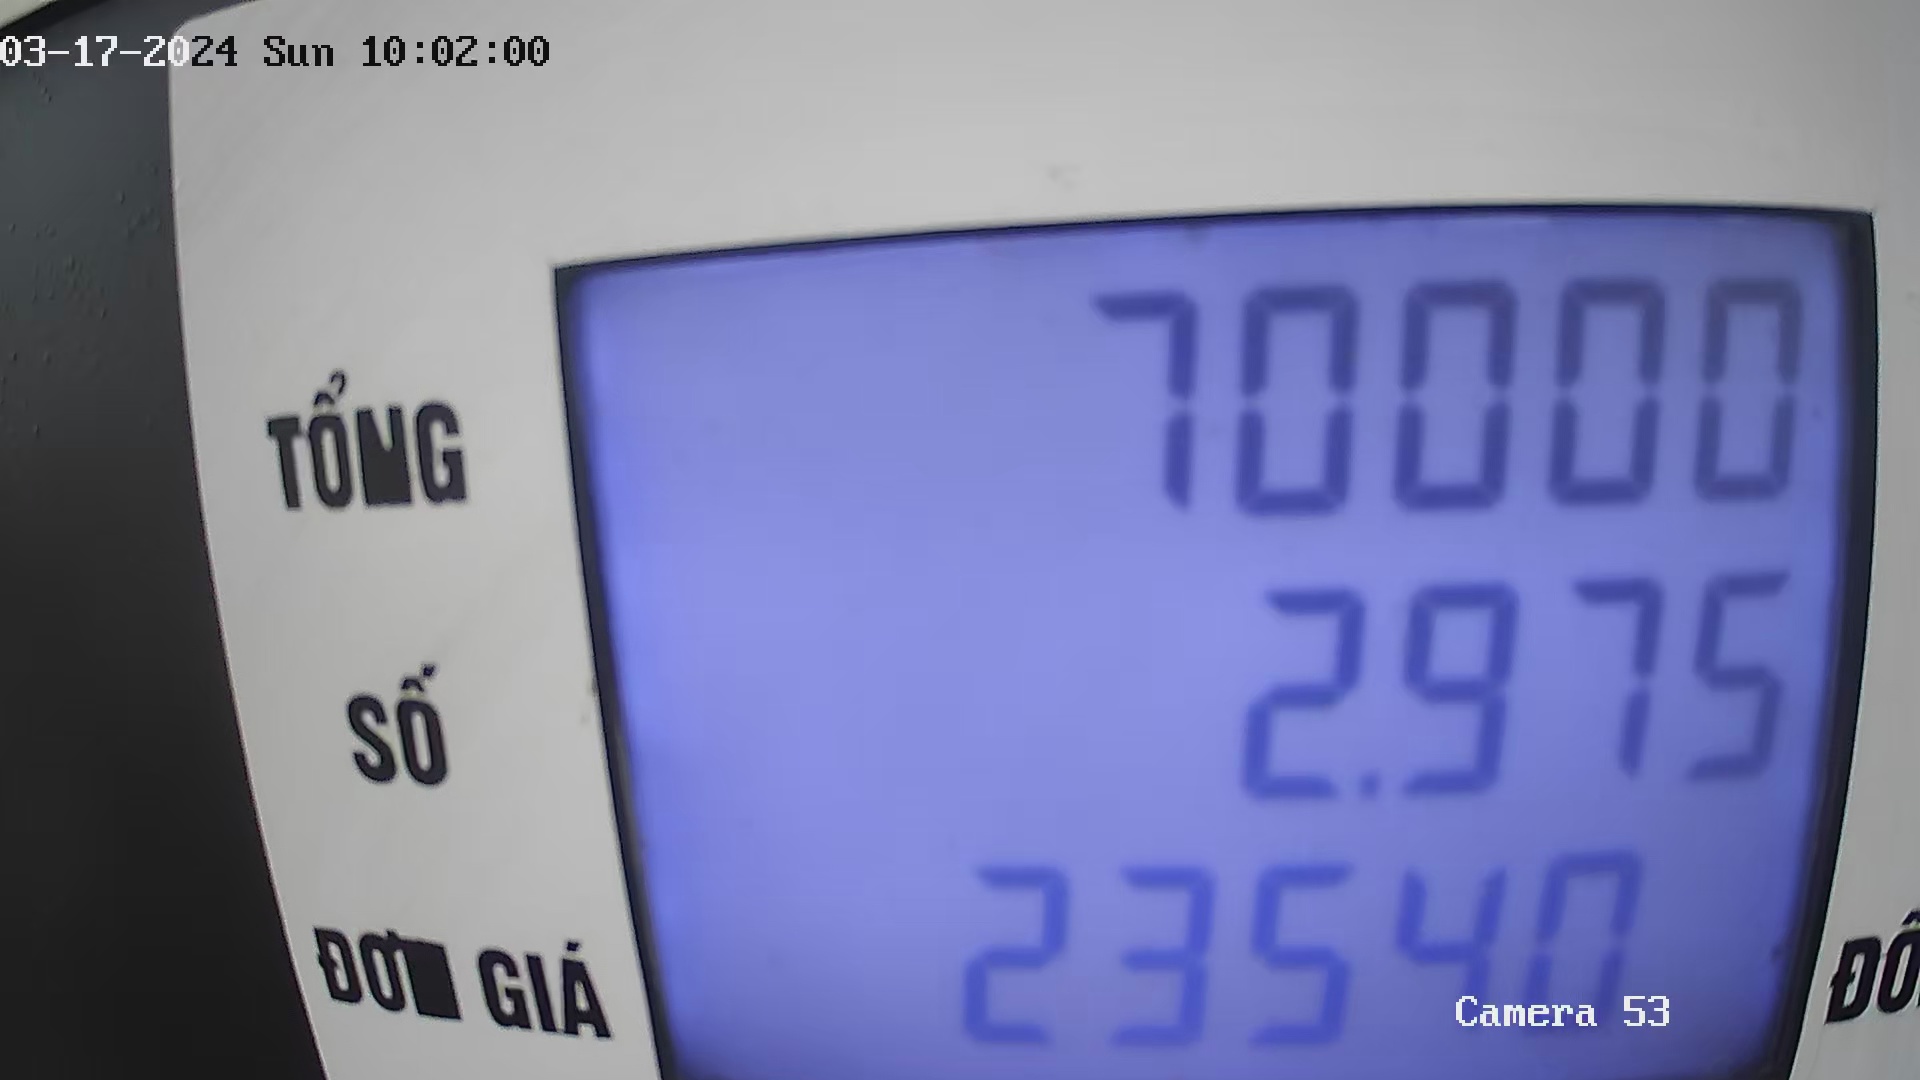 03-17-2024 Sun 10:02:00
TỔNG 70000
SỐ 2.975
ĐƠN GIÁ 23540
Camera 53